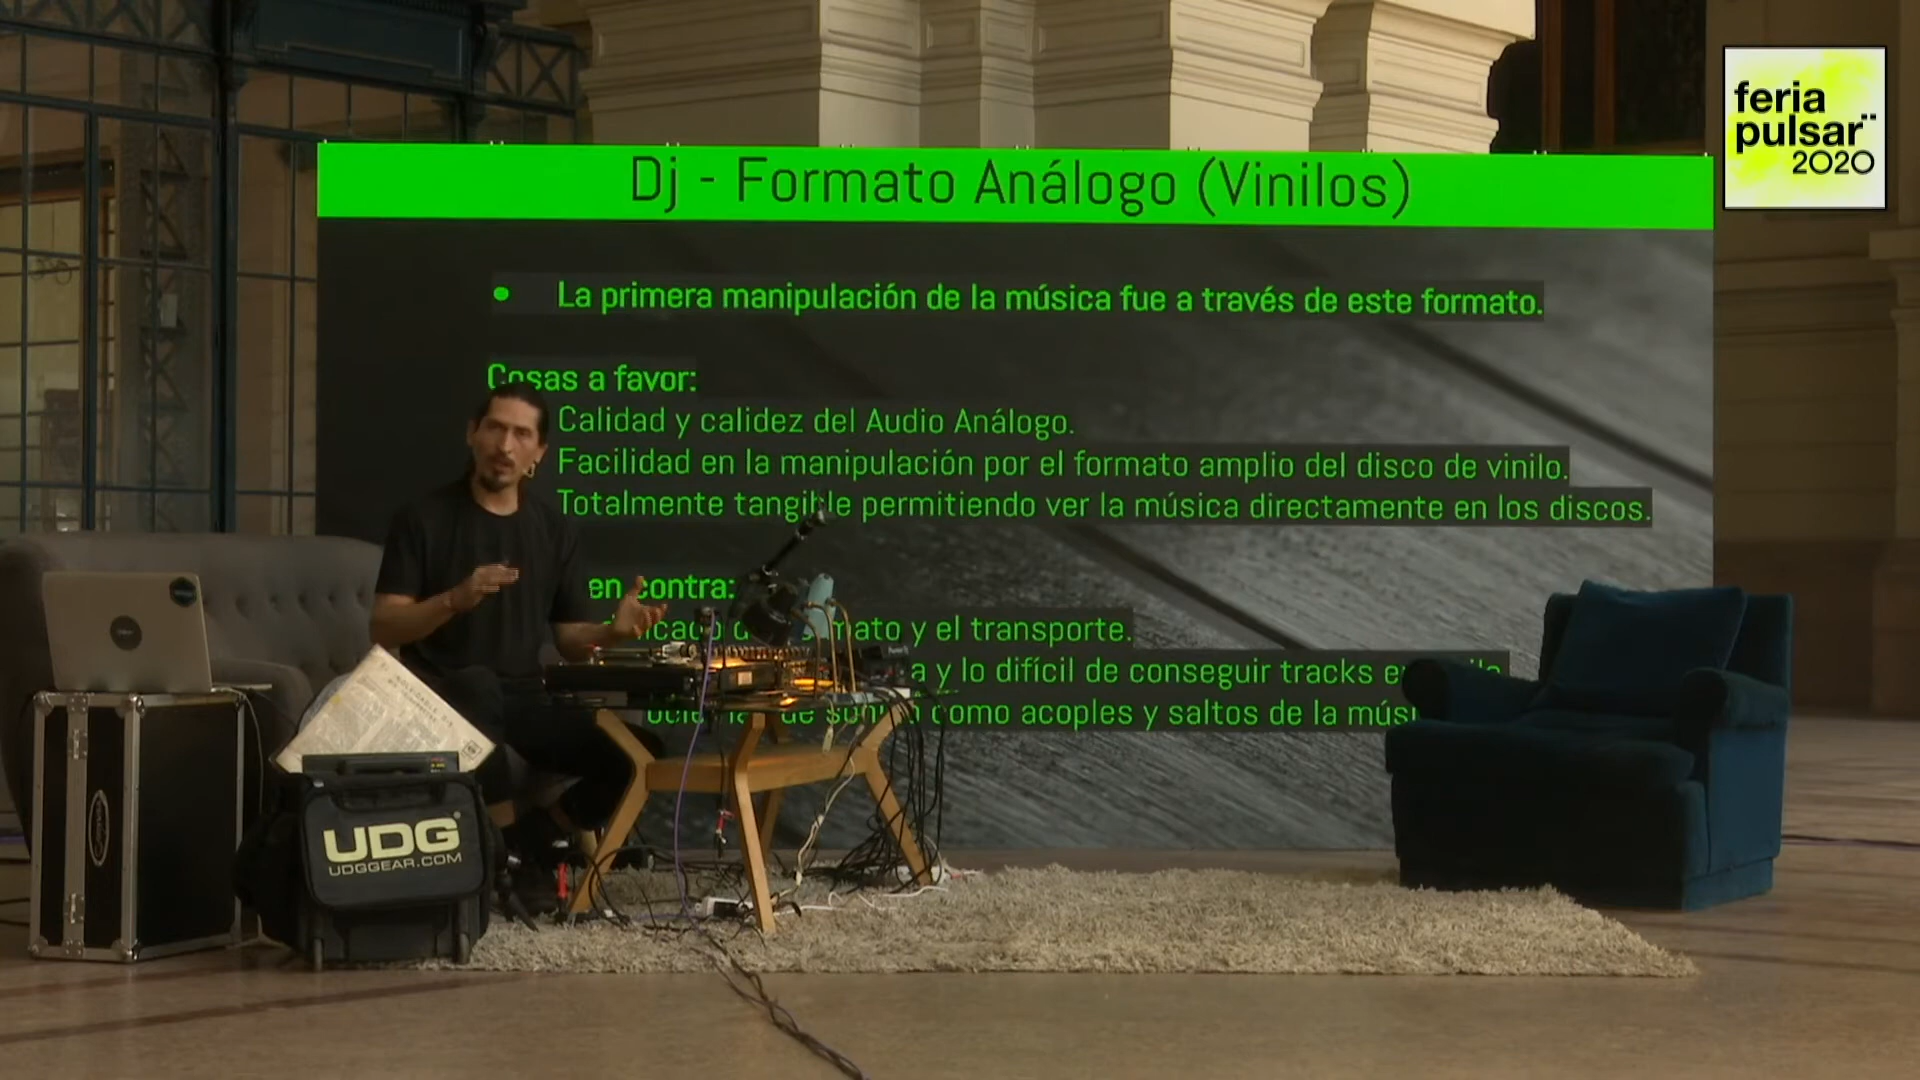 feria
pulsar
2020
Dj - Formato Análogo (Vinilos)
La primera manipulación de la música fue a través de este formato.
Cosas a favor:
Calidad y calidez del Audio Análogo.
Facilidad en la manipulación por el formato amplio del disco de vinilo.
Totalmente tangible permitiendo ver la música directamente en los discos.
en contra:
y el transporte.
a y lo difícil de conseguir tracks
como acoples y saltos de la
UDG
UDGGEAR.COM